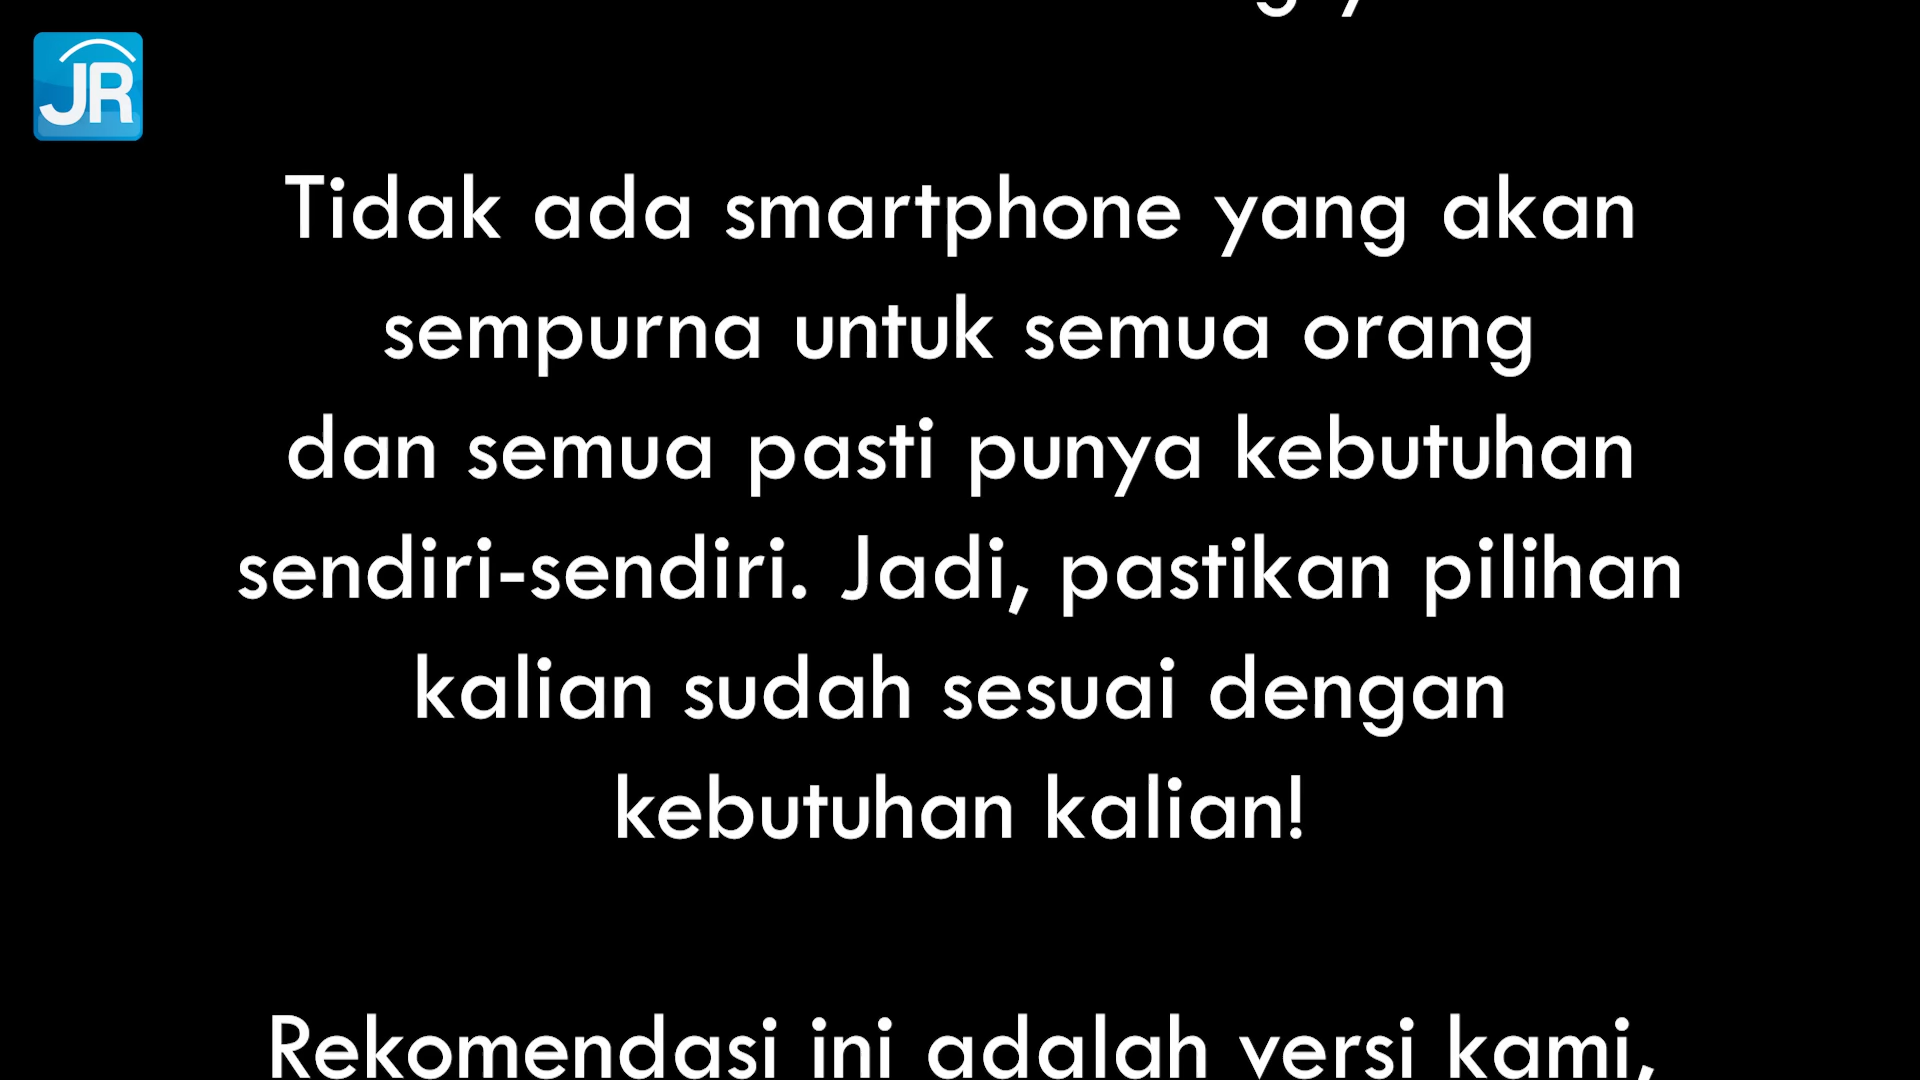 JR
Tidak ada smartphone yang akan
sempurna untuk semua orang
dan semua pasti punya kebutuhan
sendiri-sendiri. Jadi, pastikan pilihan
kalian sudah sesuai dengan
kebutuhan kalian!
Rekomendasi ini adalah versi kami,